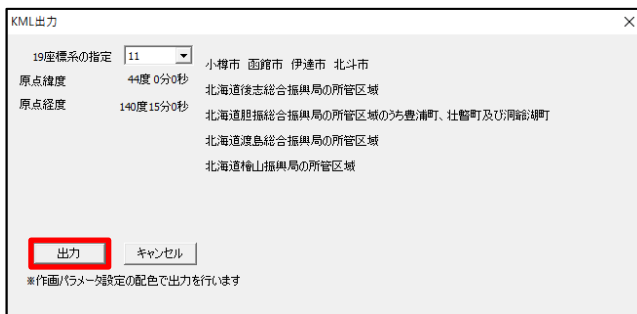 KML出力
19座標系の指定 11
小樽市 函館市 伊達市 北斗市
原点緯度 44度 0分0秒
北海道後志総合振興局の所管区域
原点経度 140度15分0秒
北海道胆振総合振興局の所管区域のうち豊浦町、壮瞥町及び洞爺湖町
北海道渡島総合振興局の所管区域
北海道檜山振興局の所管区域
出力 キャンセル
※作画パラメータ設定の配色で出力を行います